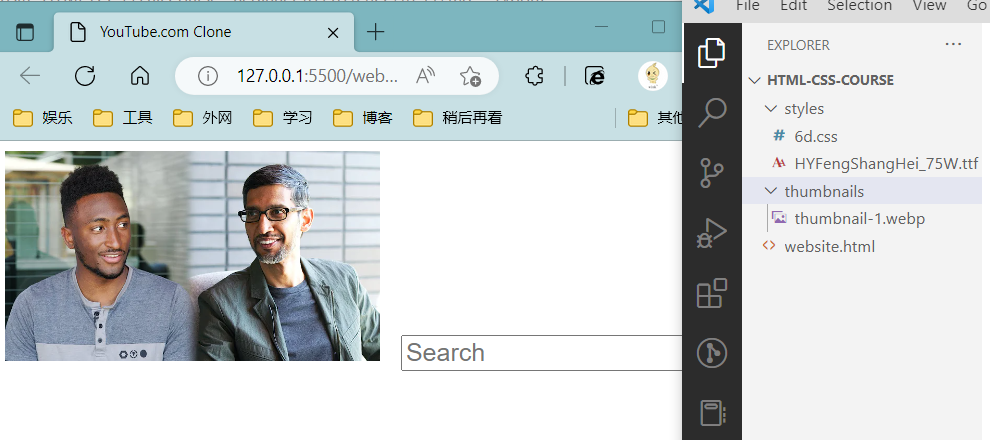 YouTube.com Clone
127.0.0.1:5500/web...
娱乐 工具 外网 学习 博客 稍后再看 其他
Search
File Edit Selection View Go
EXPLORER
HTML-CSS-COURSE
styles
6d.css
HYFengShangHei_75W.ttf
thumbnails
thumbnail-1.webp
website.html